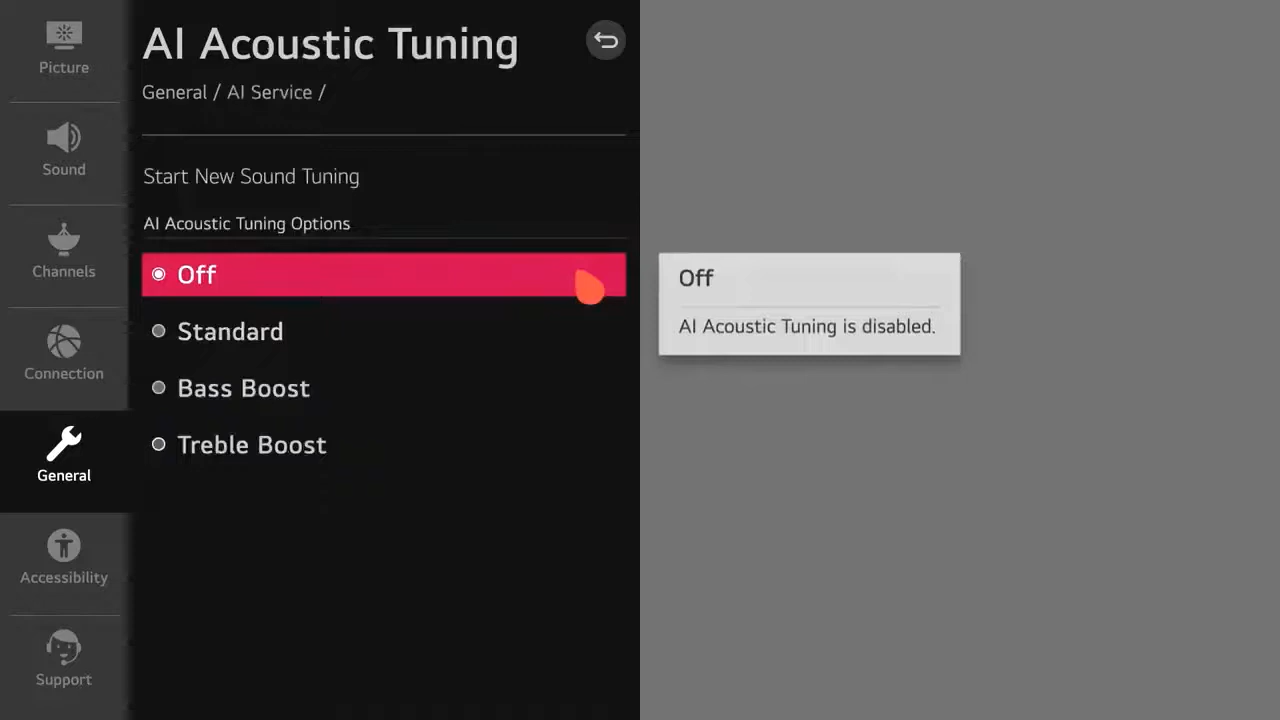 Picture
Sound
Channels
Connection
General
Accessibility
Support
AI Acoustic Tuning
General / AI Service /
Start New Sound Tuning
AI Acoustic Tuning Options
Off
Standard
Bass Boost
Treble Boost
Off
AI Acoustic Tuning is disabled.